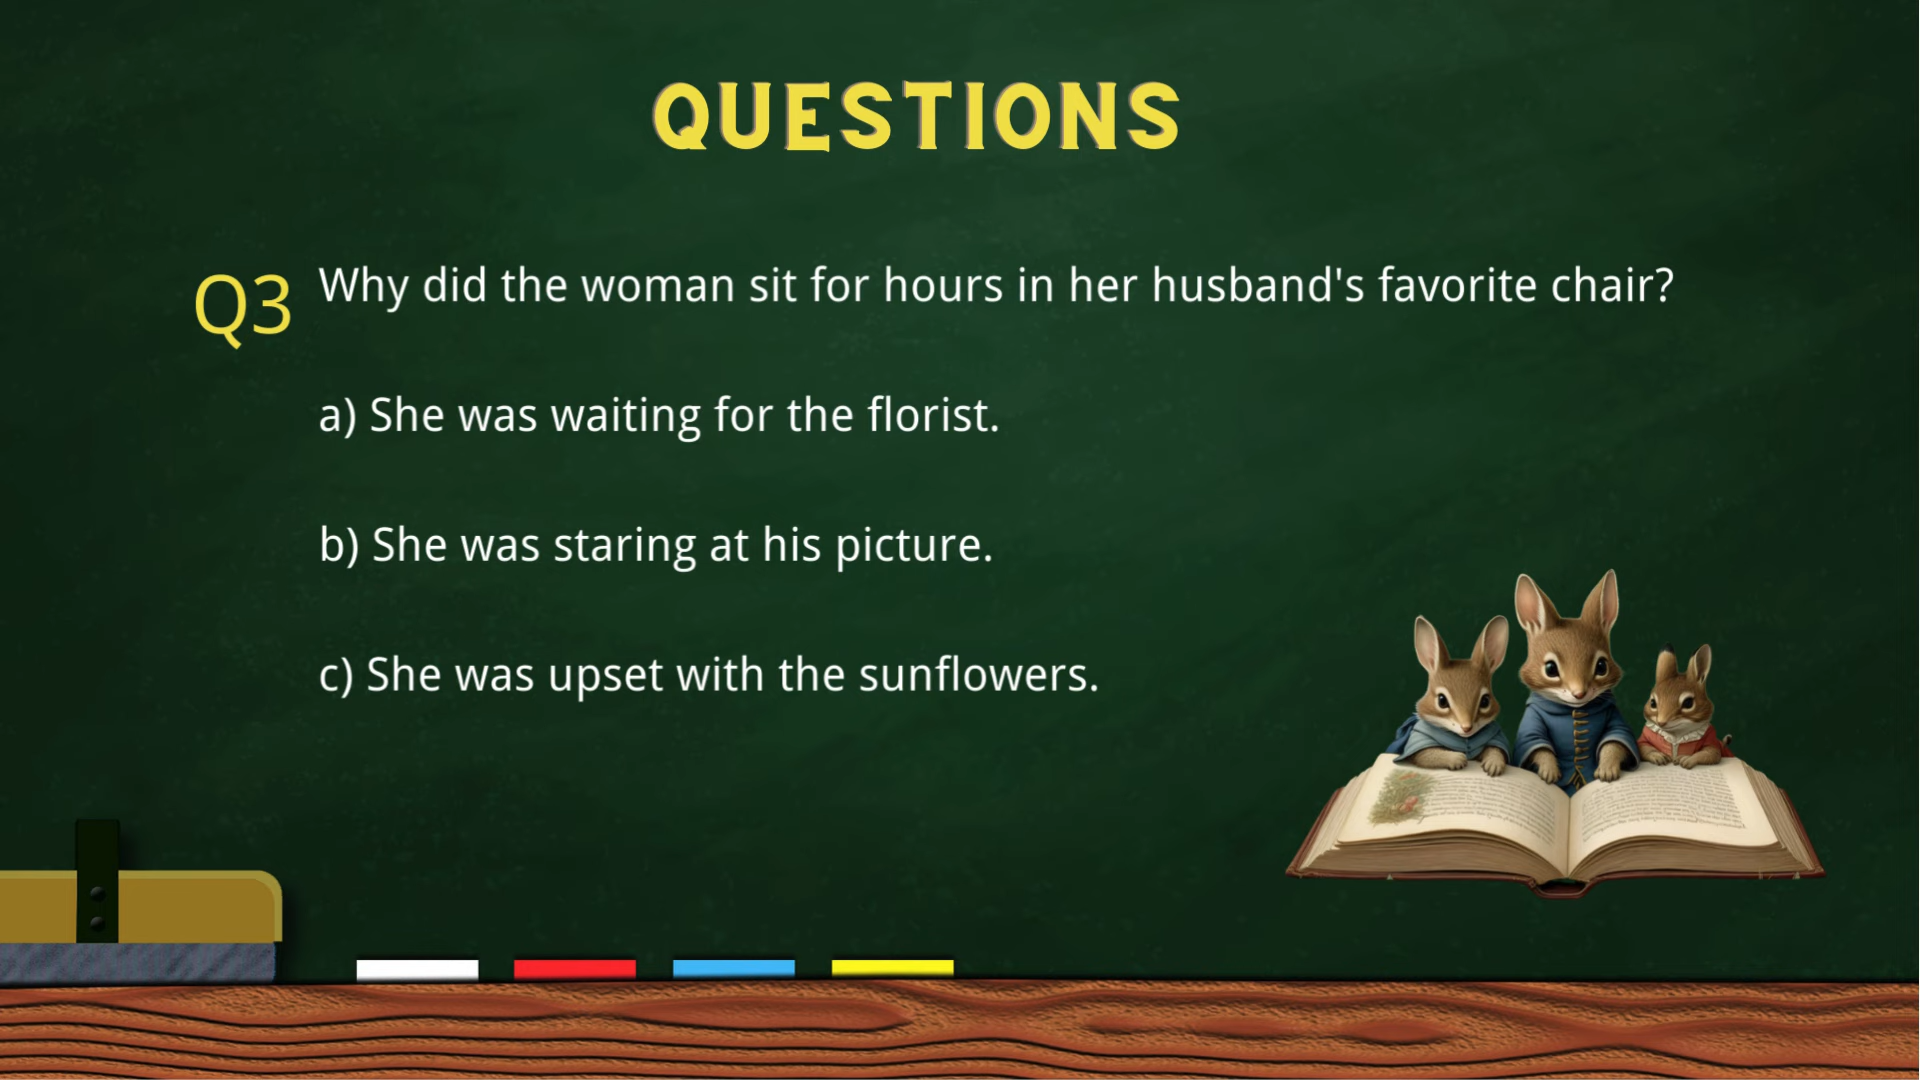 QUESTIONS
Q3
Why did the woman sit for hours in her husband's favorite chair?
a) She was waiting for the florist.
b) She was staring at his picture.
c) She was upset with the sunflowers.